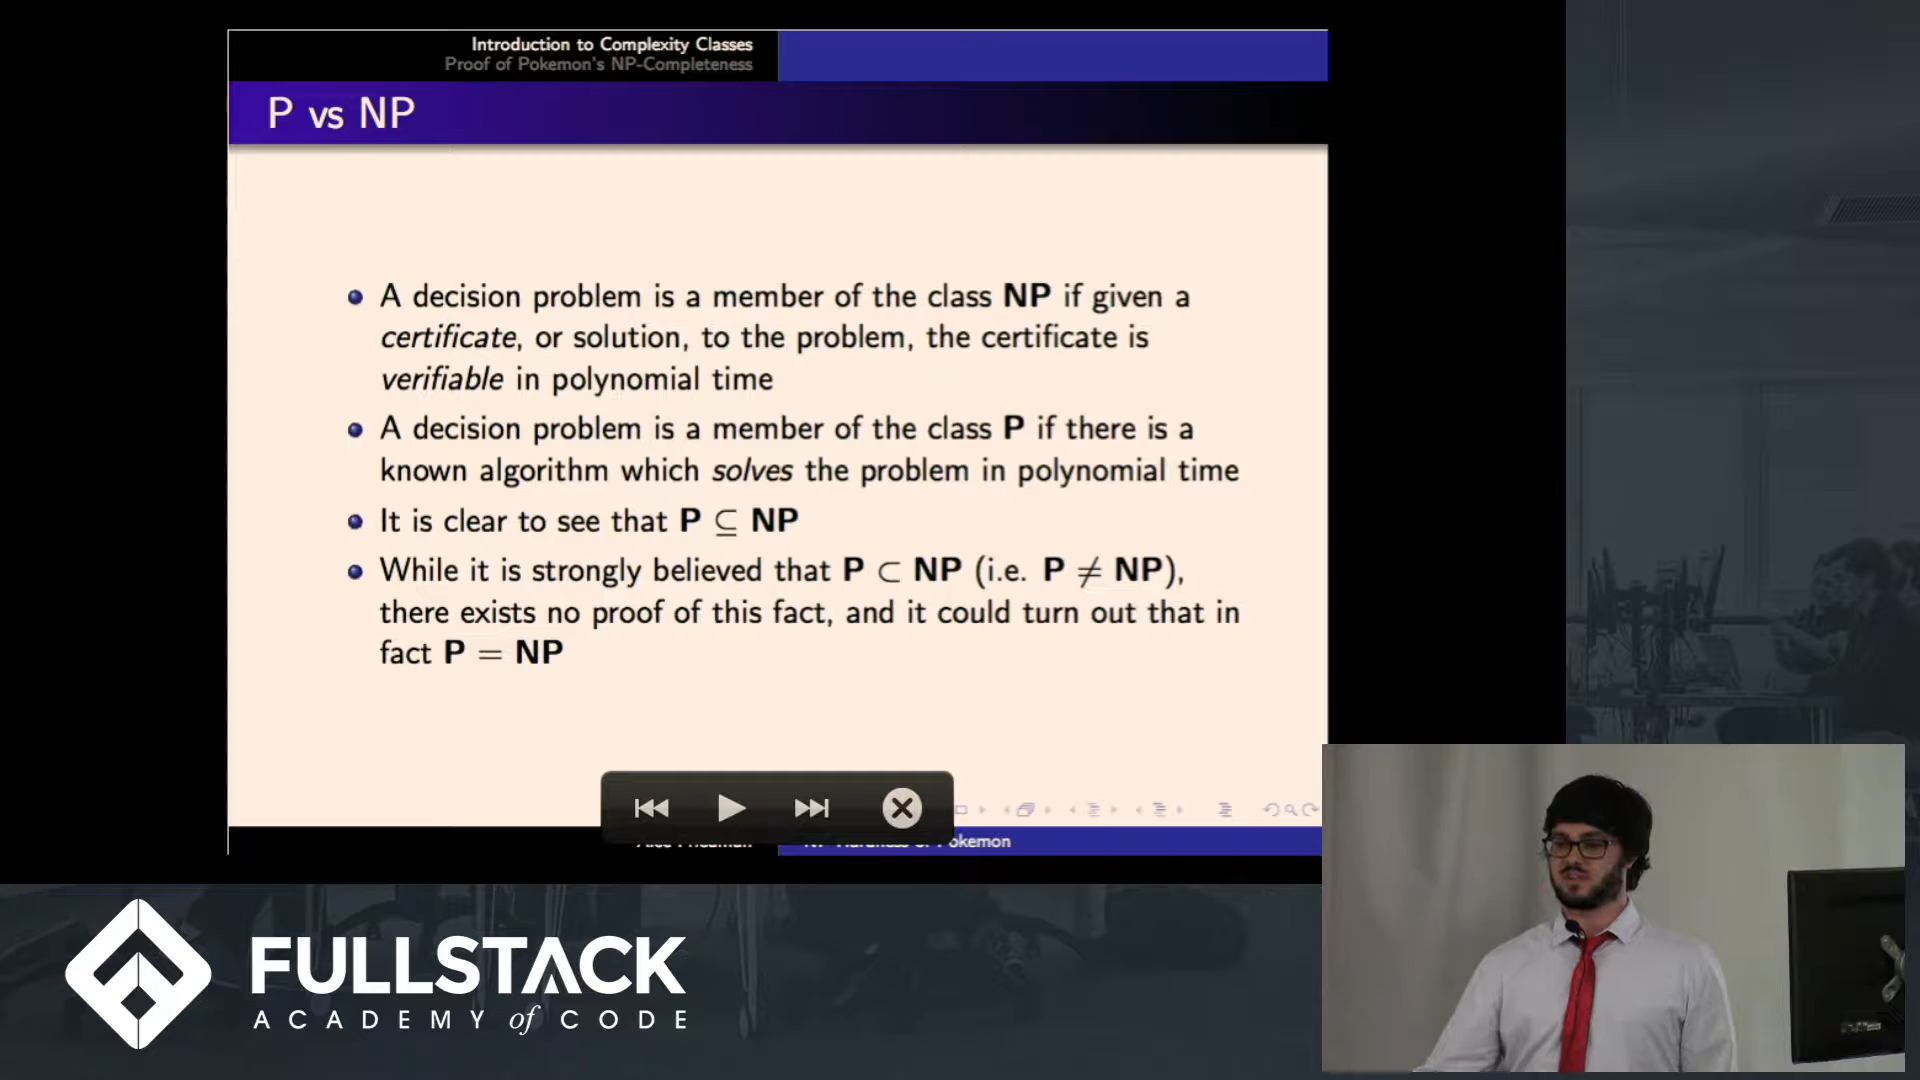 Introduction to Complexity Classes
Proof of Pokemon's NP-Completeness
P vs NP
A decision problem is a member of the class NP if given a
certificate, or solution, to the problem, the certificate is
verifiable in polynomial time
A decision problem is a member of the class P if there is a
known algorithm which solves the problem in polynomial time
It is clear to see that P ⊆ NP
While it is strongly believed that P ⊂ NP (i.e. P ≠ NP),
there exists no proof of this fact, and it could turn out that in
fact P = NP
NP Hardness of Pokemon
FULLSTACK
ACADEMY of CODE